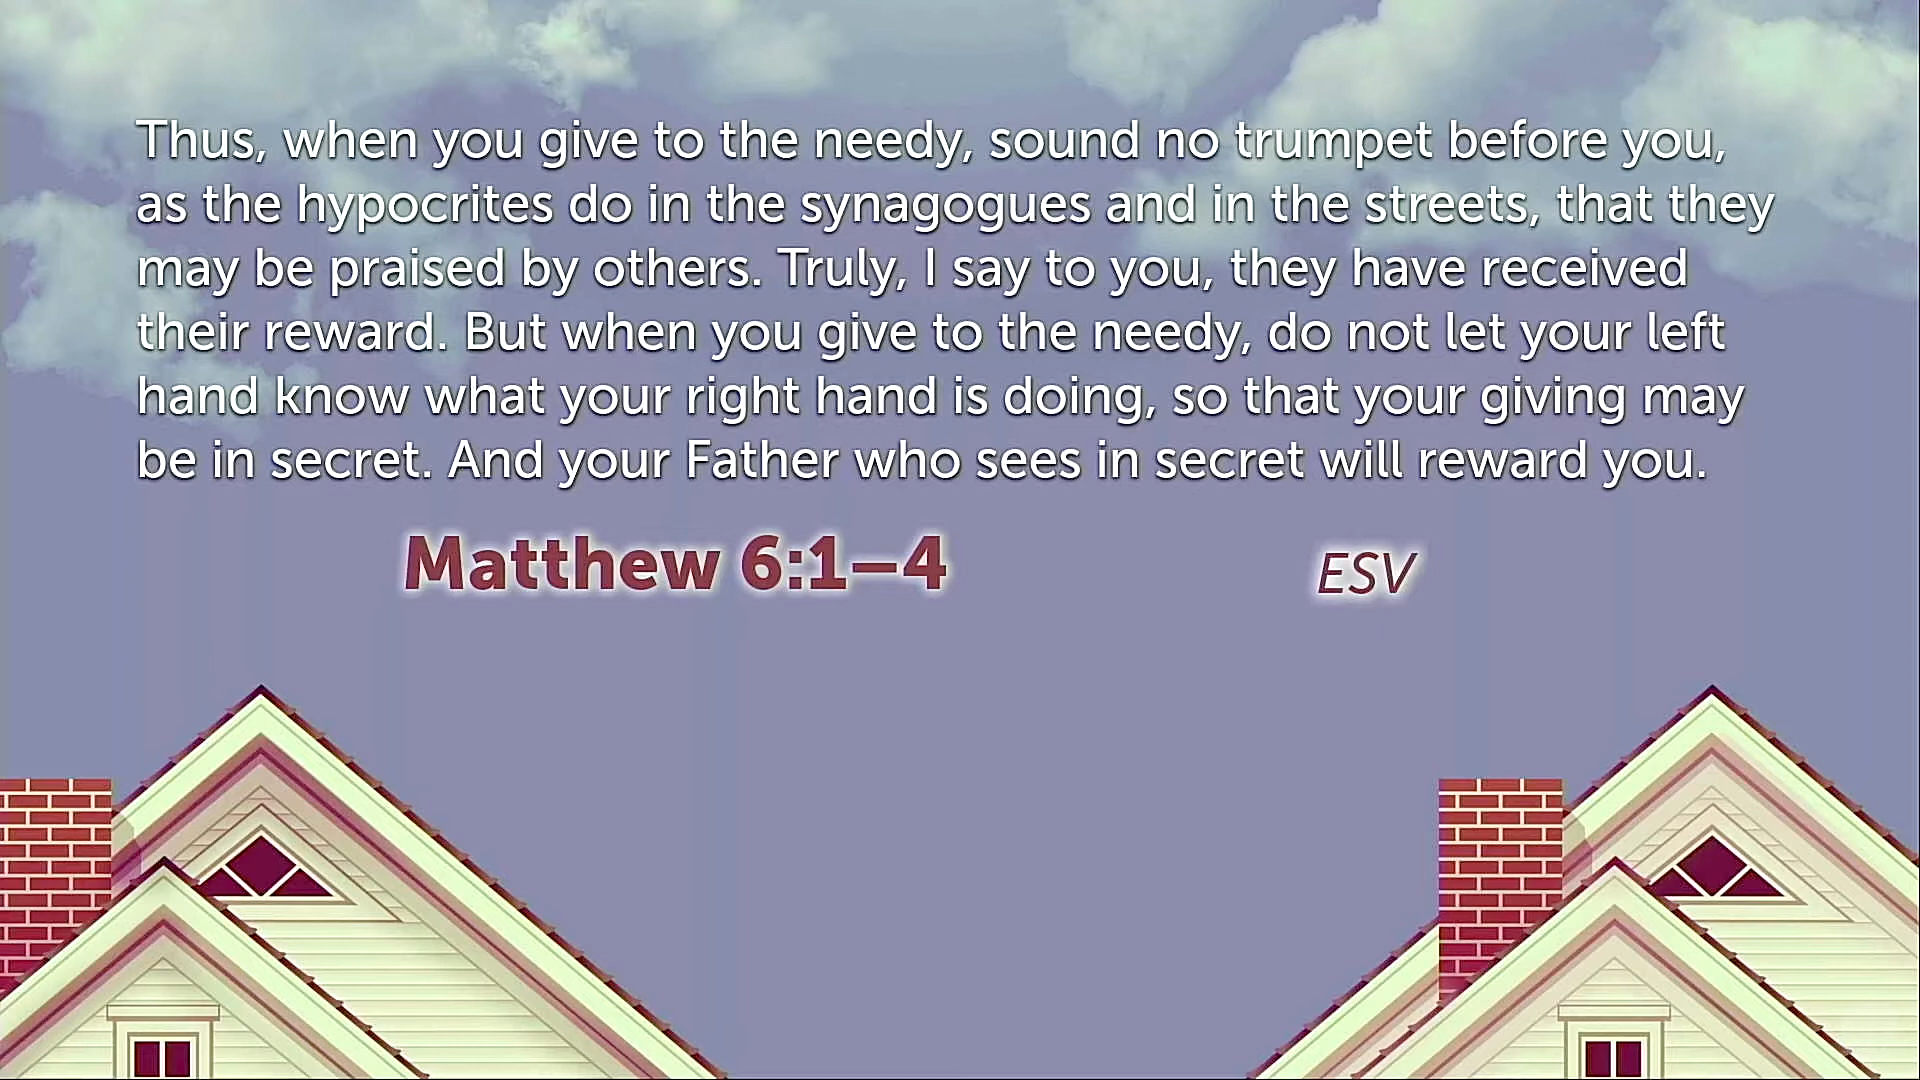 Thus, when you give to the needy, sound no trumpet before you,
as the hypocrites do in the synagogues and in the streets, that they
may be praised by others. Truly, I say to you, they have received
their reward. But when you give to the needy, do not let your left
hand know what your right hand is doing, so that your giving may
be in secret. And your Father who sees in secret will reward you.
Matthew 6:1–4 ESV